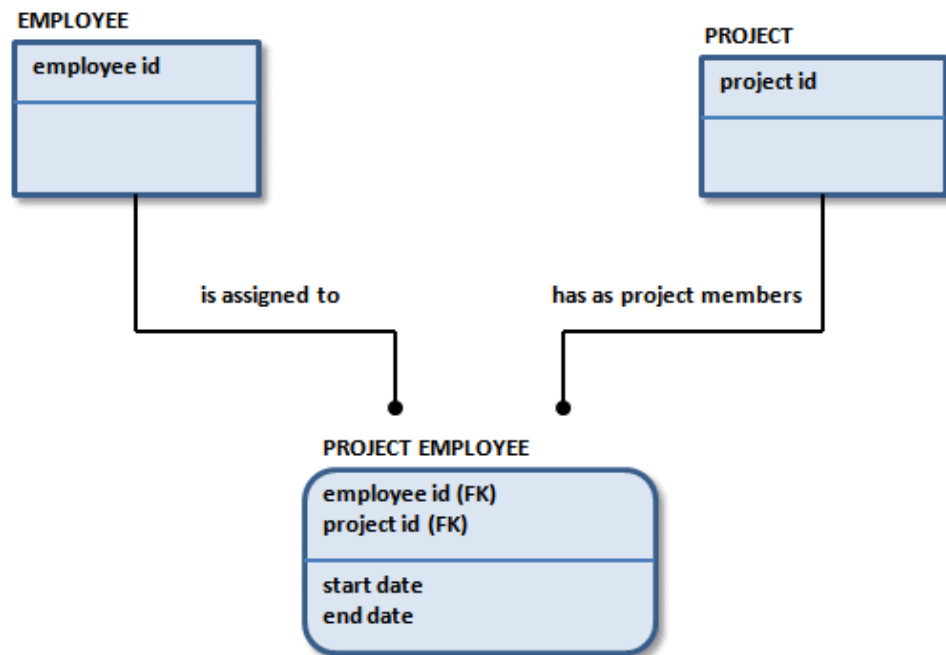 EMPLOYEE
employee id
PROJECT
project id
is assigned to
has as project members
PROJECT EMPLOYEE
employee id (FK)
project id (FK)
start date
end date